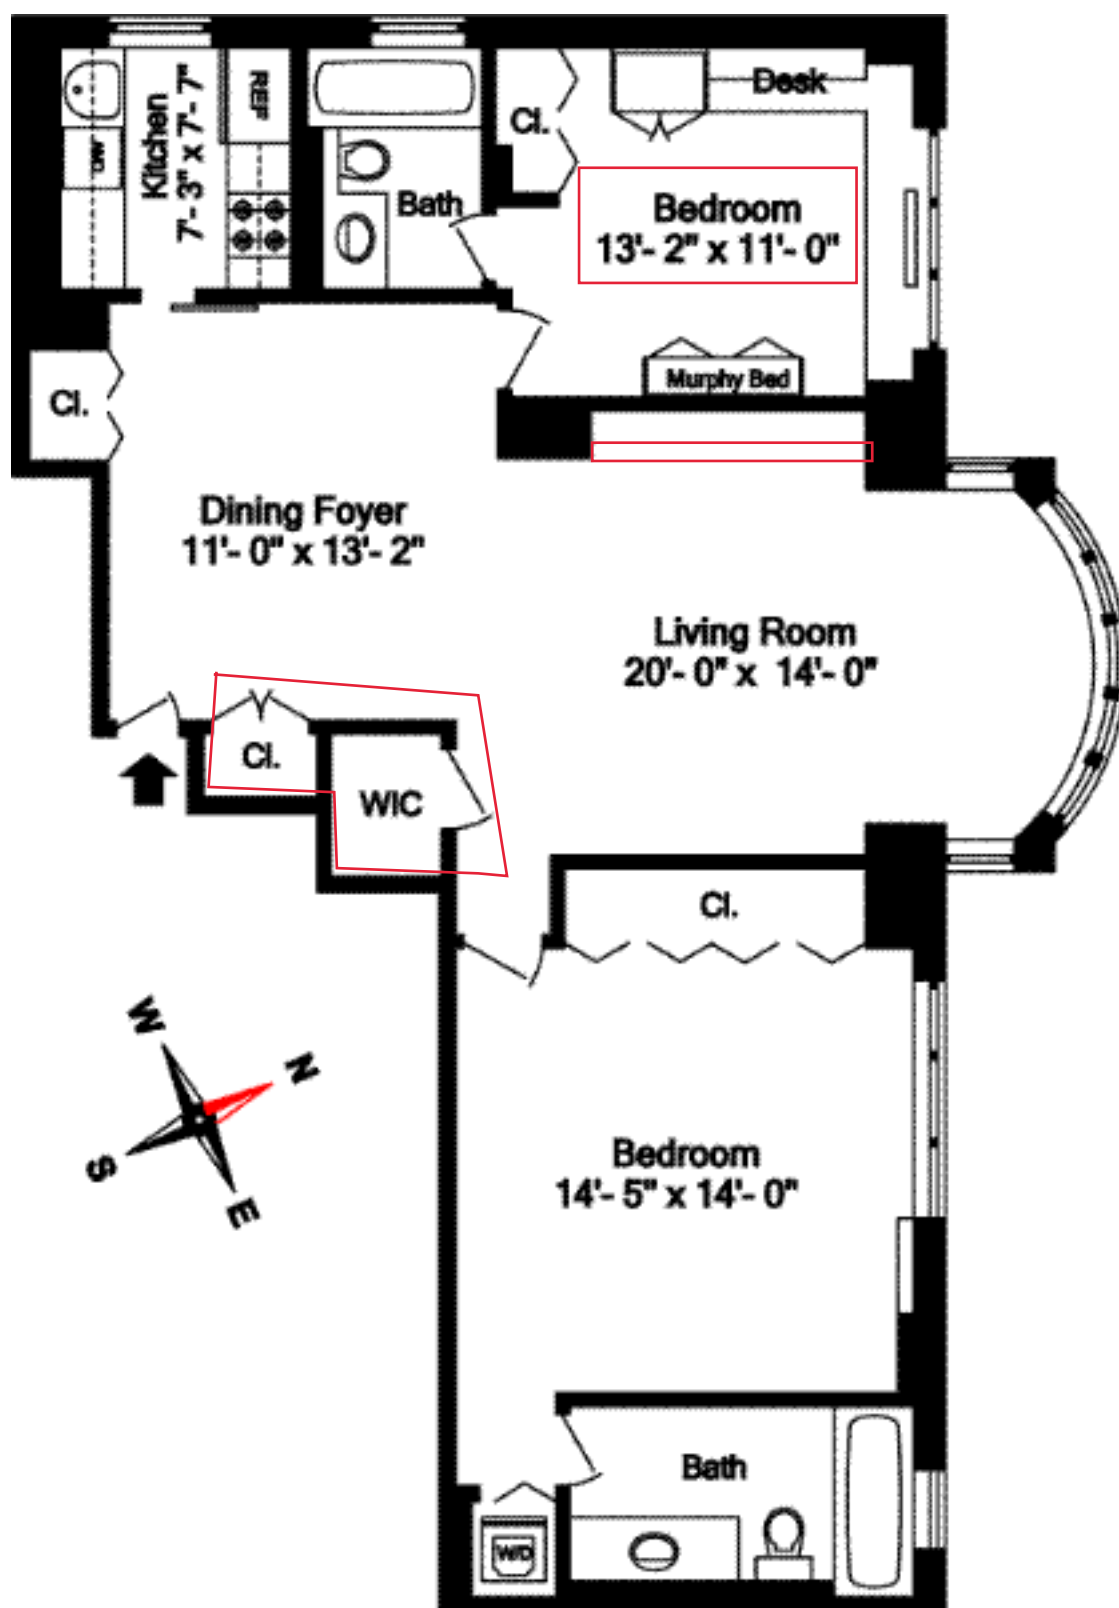 Kitchen
7'- 3" x 7'- 7"
REF
DW
Bath
Cl.
Desk
Bedroom
13'- 2" x 11'- 0"
Murphy Bed
Cl.
Dining Foyer
11'- 0" x 13'- 2"
Living Room
20'- 0" x 14'- 0"
Cl.
WIC
Cl.
W
N
S
E
Bedroom
14'- 5" x 14'- 0"
Bath
W/D